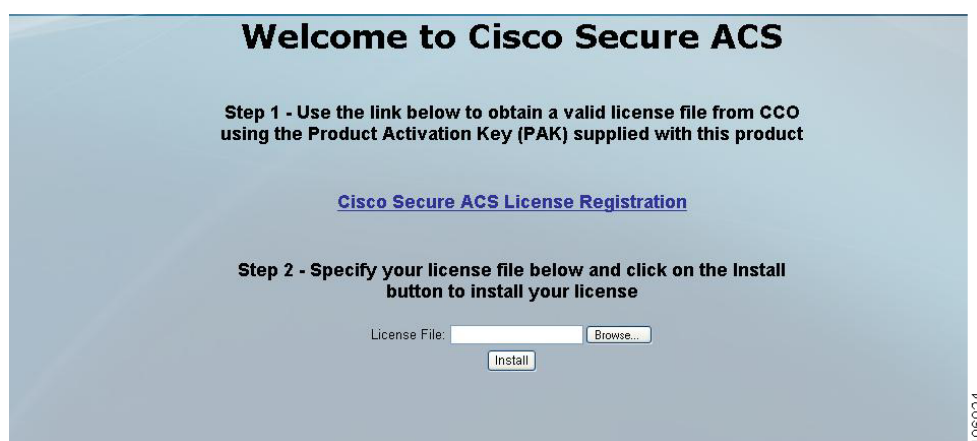 Welcome to Cisco Secure ACS
Step 1 - Use the link below to obtain a valid license file from CCO
using the Product Activation Key (PAK) supplied with this product
Cisco Secure ACS License Registration
Step 2 - Specify your license file below and click on the Install
button to install your license
License File:
Browse...
Install